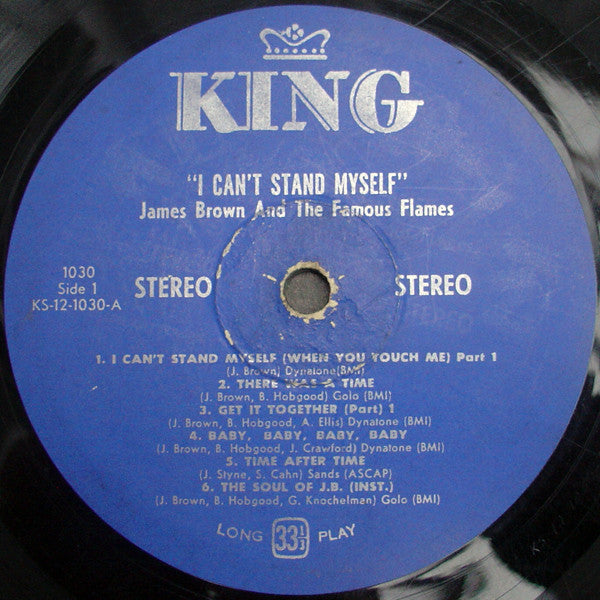 KING
"I CAN'T STAND MYSELF"
James Brown And The Famous Flames
1030
Side 1
KS-12-1030-A
STEREO
STEREO
1. I CAN'T STAND MYSELF (WHEN YOU TOUCH ME) Part 1
(J. Brown) Dynatone(BMI)
2. THERE WAS A TIME
(J. Brown, B. Hobgood) Golo (BMI)
3. GET IT TOGETHER (Part) 1
(J. Brown, B. Hobgood, A. Ellis) Dynatone (BMI)
4. BABY, BABY, BABY, BABY
(J. Brown, B. Hobgood, J. Crawford) Dynatone (BMI)
5. TIME AFTER TIME
(J. Styne, S. Cahn) Sands (ASCAP)
6. THE SOUL OF J.B. (INST.)
(J. Brown, B. Hobgood, G. Knochelman) Golo (BMI)
LONG 33 1/3 PLAY